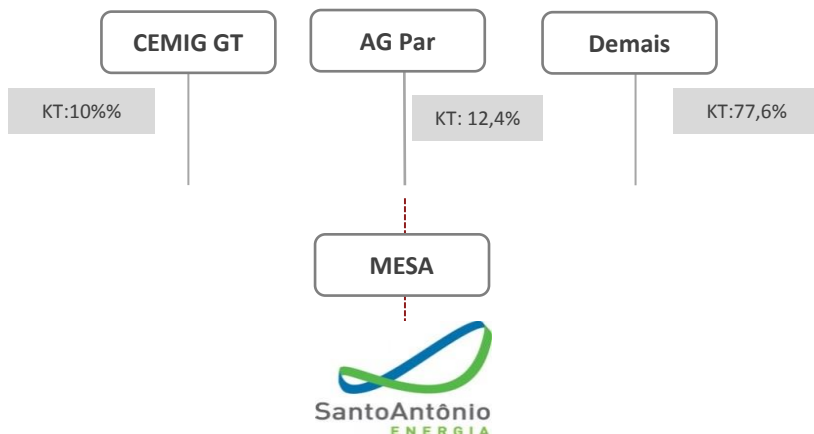 CEMIG GT
AG Par
Demais
KT:10%%
KT: 12,4%
KT:77,6%
MESA
SantoAntônio
ENERGIA